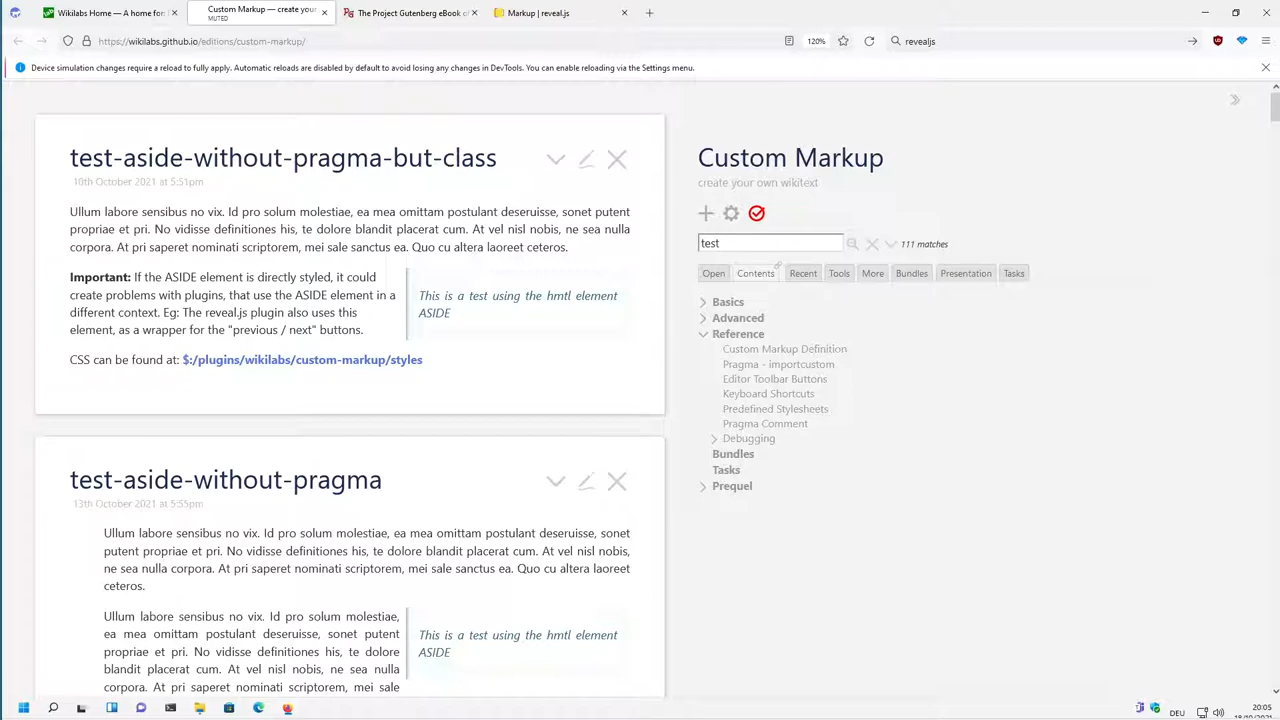 Wikilabs Home — A home for
Custom Markup — create your
MUTED
The Project Gutenberg eBook of
Markup | reveal.js
https://wikilabs.github.io/editions/custom-markup/
120%
revealjs
Device simulation changes require a reload to fully apply. Automatic reloads are disabled by default to avoid losing any changes in DevTools. You can enable reloading via the Settings menu.
test-aside-without-pragma-but-class
10th October 2021 at 5:51pm
Ullum labore sensibus no vix. Id pro solum molestiae, ea mea omittam postulant deseruisse, sonet putent
propriae et pri. No vidisse definitiones his, te dolore blandit placerat cum. At vel nisl nobis, ne sea nulla
corpora. At pri saperet nominati scriptorem, mei sale sanctus ea. Quo cu altera laoreet ceteros.
Important: If the ASIDE element is directly styled, it could
create problems with plugins, that use the ASIDE element in a
different context. Eg: The reveal.js plugin also uses this
element, as a wrapper for the "previous / next" buttons.
This is a test using the hmtl element
ASIDE
CSS can be found at: $:/plugins/wikilabs/custom-markup/styles
test-aside-without-pragma
13th October 2021 at 5:55pm
Ullum labore sensibus no vix. Id pro solum molestiae, ea mea omittam postulant deseruisse, sonet
putent propriae et pri. No vidisse definitiones his, te dolore blandit placerat cum. At vel nisl nobis,
ne sea nulla corpora. At pri saperet nominati scriptorem, mei sale sanctus ea. Quo cu altera laoreet
ceteros.
Ullum labore sensibus no vix. Id pro solum molestiae,
ea mea omittam postulant deseruisse, sonet putent
propriae et pri. No vidisse definitiones his, te dolore
blandit placerat cum. At vel nisl nobis, ne sea nulla
corpora. At pri saperet nominati scriptorem, mei sale
This is a test using the hmtl element
ASIDE
Custom Markup
create your own wikitext
test
111 matches
Open Contents Recent Tools More Bundles Presentation Tasks
Basics
Advanced
Reference
Custom Markup Definition
Pragma - importcustom
Editor Toolbar Buttons
Keyboard Shortcuts
Predefined Stylesheets
Pragma Comment
Debugging
Bundles
Tasks
Prequel
DEU
20:05
18/10/2021